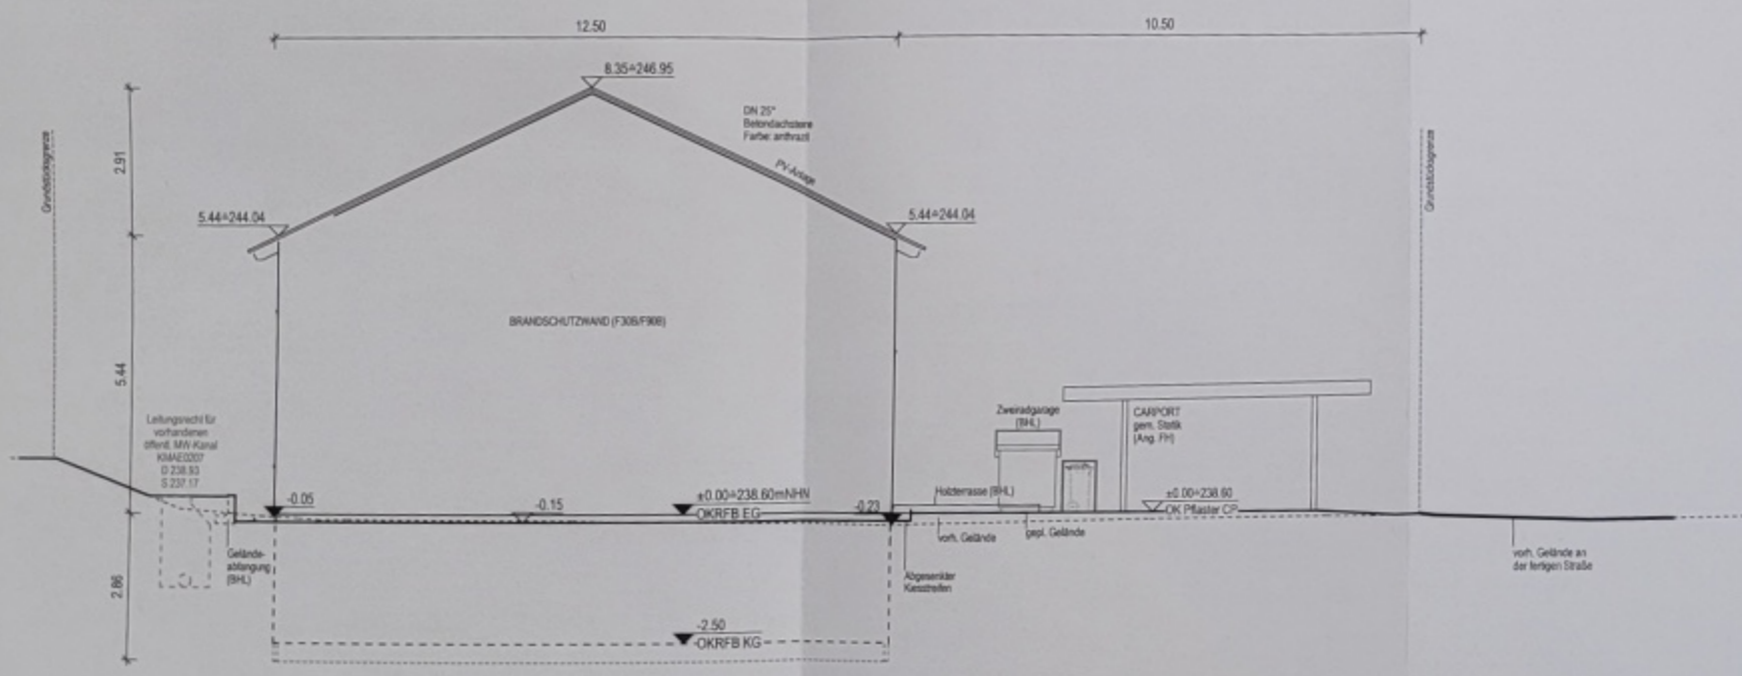 12.50
10.50
8.35≙246.95
DN 25°
Betondachsteine
Farbe: anthrazit
PV-Anlage
Grundstücksgrenze
Grundstücksgrenze
2.91
5.44≙244.04
5.44≙244.04
BRANDSCHUTZWAND (F30B/F90B)
5.44
Leitungsrecht für
vorhandenen
öffentl. MW-Kanal
KMAE0207
D 238.93
S 237.17
Zweiradgarage
(BHL)
CARPORT
gem. Statik
(Ang. FH)
-0.05
-0.15
±0.00≙238.60mNHN
OKRFB EG
-0.23
Holzterrasse (BHL)
±0.00≙238.60
OK Pflaster CP
vorh. Gelände
gepl. Gelände
Gelände-
abfangung
(BHL)
Abgesenkter
Kiesstreifen
vorh. Gelände an
der fertigen Straße
2.86
-2.50
OKRFB KG